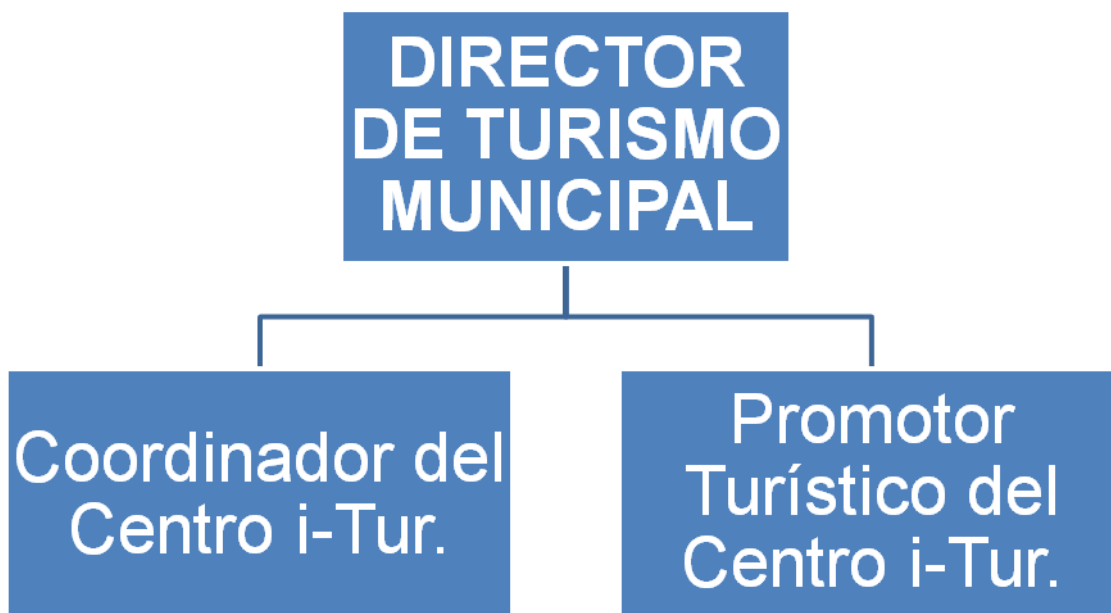 DIRECTOR
DE TURISMO
MUNICIPAL
Coordinador del
Centro i-Tur.
Promotor
Turístico del
Centro i-Tur.